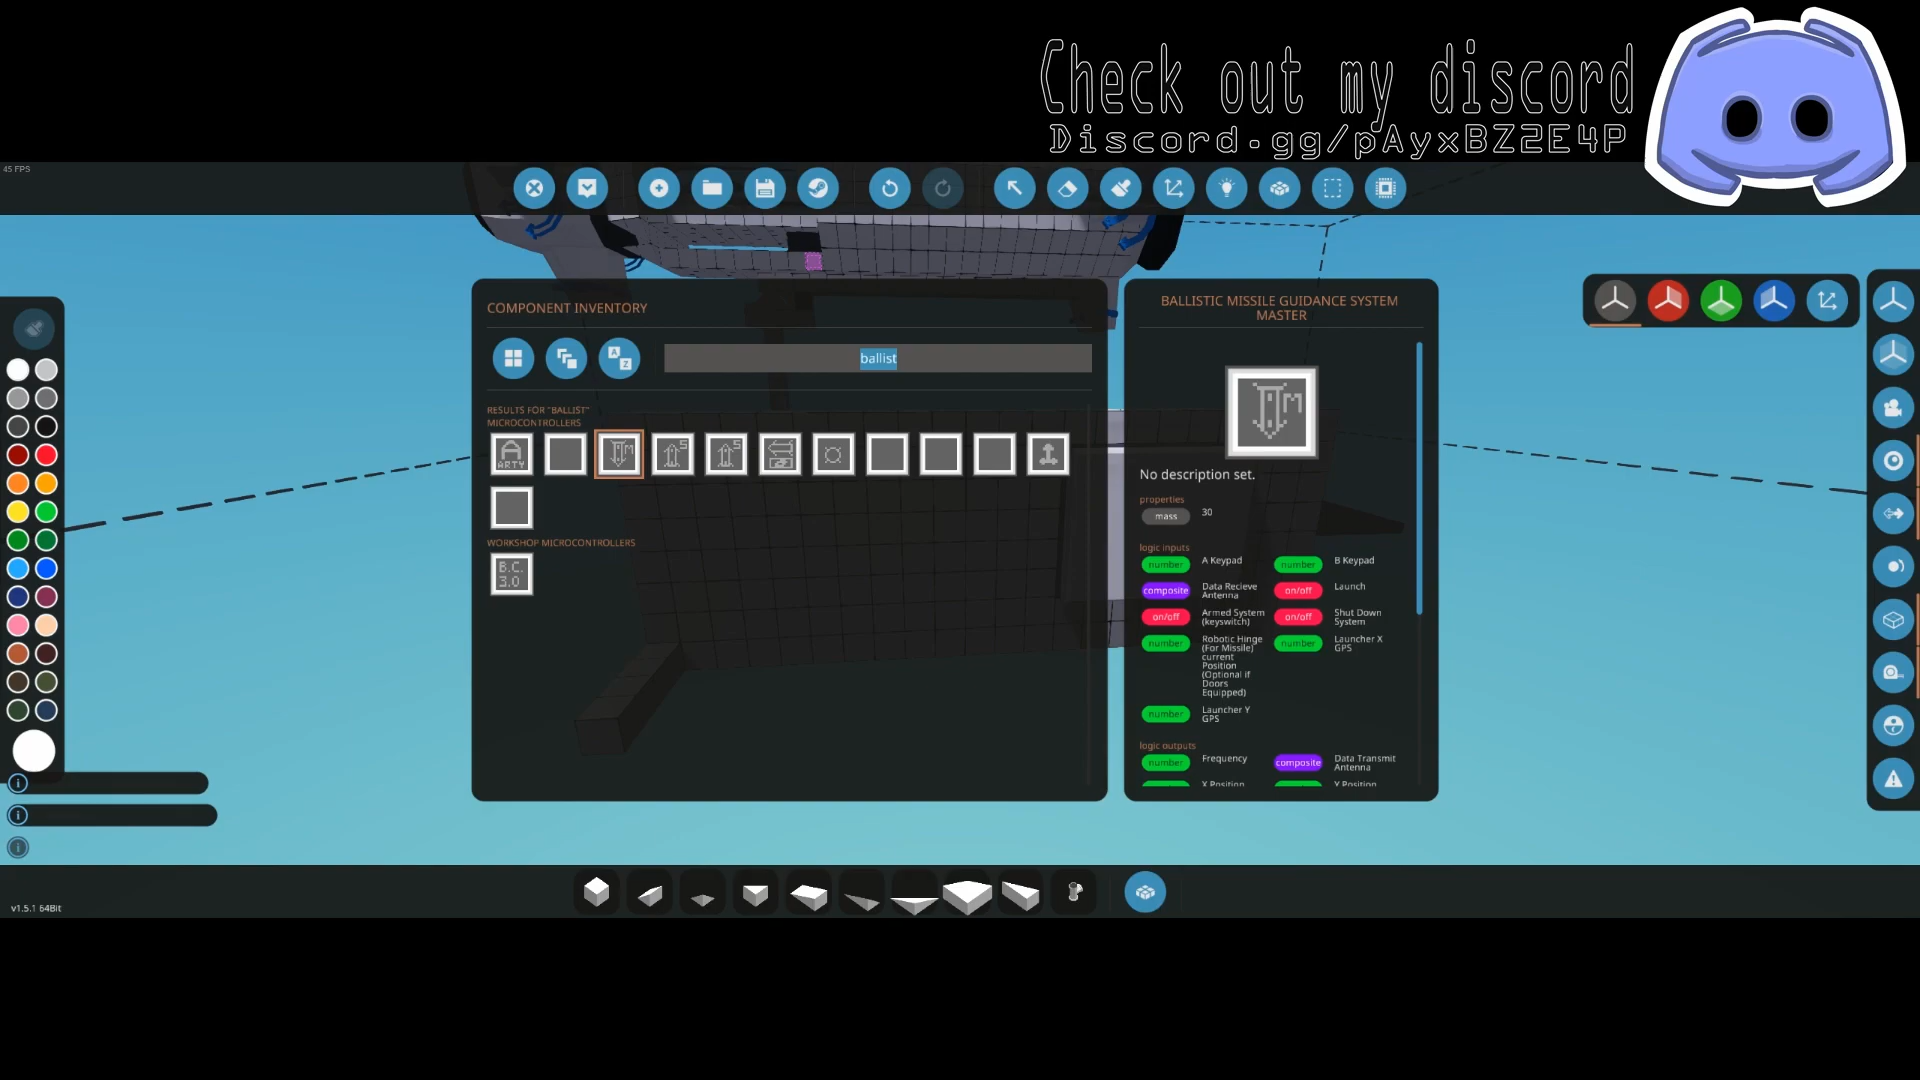 Check out my discord
Discord.gg/pAyxBZ2E4P
45 FPS
COMPONENT INVENTORY
A
Z
ballist
RESULTS FOR "BALLIST"
MICROCONTROLLERS
A
ARTY
M
5
5
WORKSHOP MICROCONTROLLERS
B.C.
3.0
BALLISTIC MISSILE GUIDANCE SYSTEM
MASTER
M
No description set.
properties
mass 30
logic inputs
number A Keypad number B Keypad
composite Data Recieve
Antenna
on/off Launch
on/off Armed System
(keyswitch)
on/off Shut Down
System
number Robotic Hinge
(For Missile)
current
Position
(Optional if
Doors
Equipped)
number Launcher X
GPS
number Launcher Y
GPS
logic outputs
number Frequency composite Data Transmit
Antenna
X Position Y Position
v1.5.1 64Bit